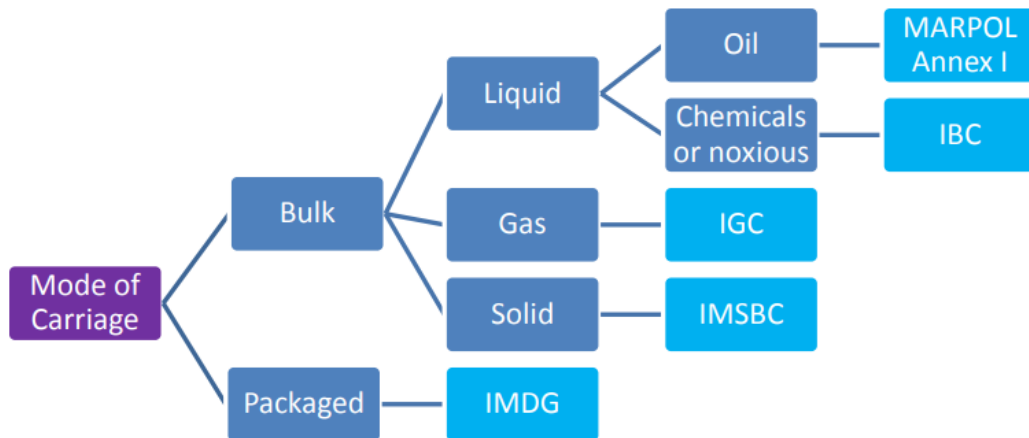 Oil
MARPOL
Annex I
Liquid
Chemicals
or noxious
IBC
Bulk
Gas
IGC
Mode of
Carriage
Solid
IMSBC
Packaged
IMDG